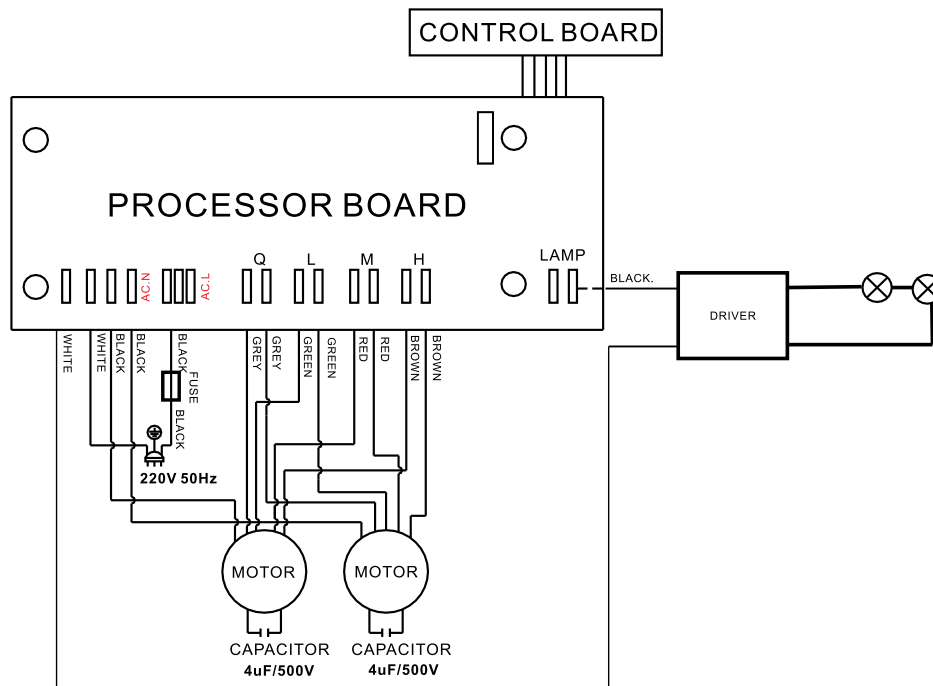 CONTROL BOARD
PROCESSOR BOARD
AC.N
AC.L
Q
L
M
H
LAMP
BLACK.
DRIVER
WHITE
WHITE
BLACK
BLACK
BLACK
FUSE
BLACK
GREY
GREY
GREEN
GREEN
RED
RED
BROWN
BROWN
220V 50Hz
MOTOR
MOTOR
CAPACITOR
4uF/500V
CAPACITOR
4uF/500V